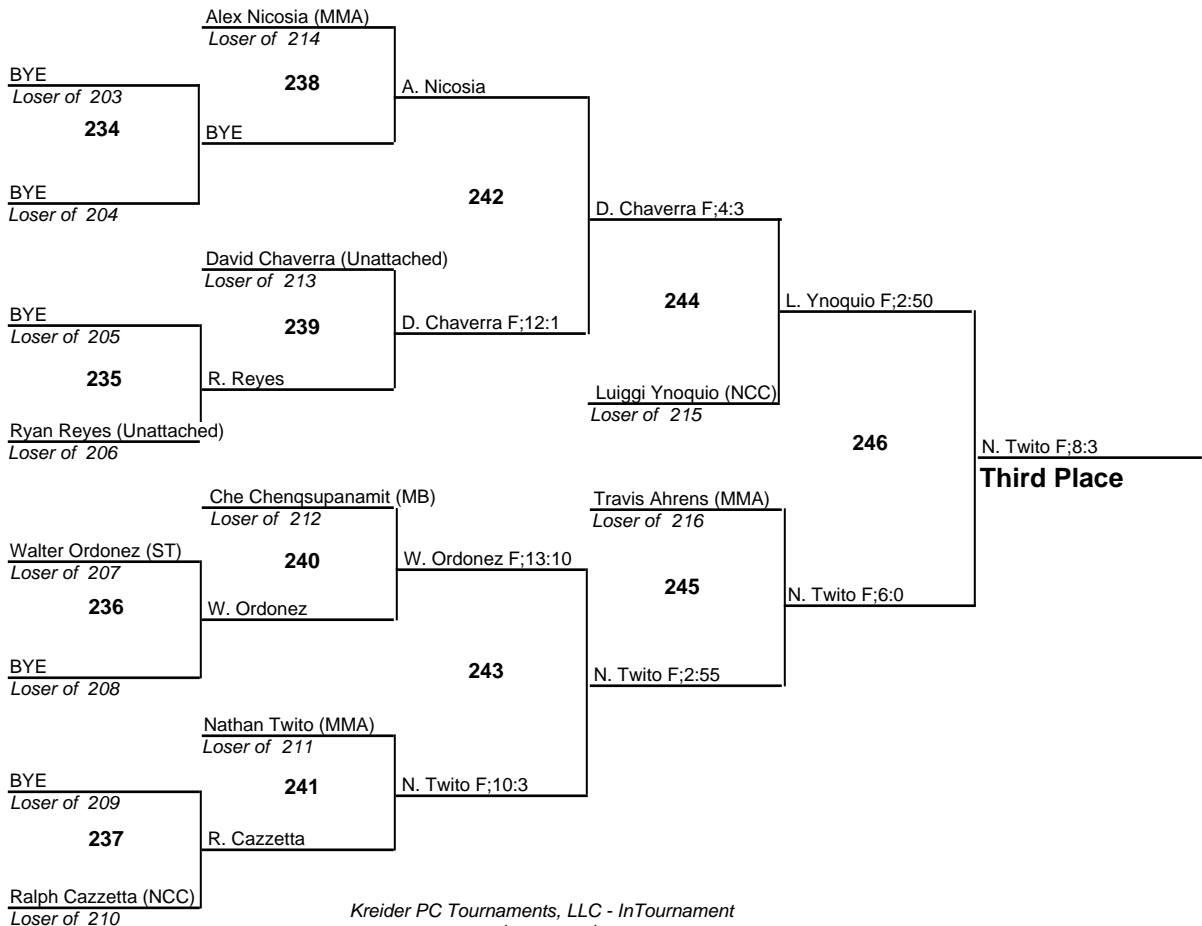 Alex Nicosia (MMA)
Loser of 214
BYE
Loser of 203
238
A. Nicosia
234
BYE
BYE
Loser of 204
242
D. Chaverra F;4:3
David Chaverra (Unattached)
Loser of 213
244
L. Ynoquio F;2:50
BYE
Loser of 205
239
D. Chaverra F;12:1
235
R. Reyes
Luiggi Ynoquio (NCC)
Loser of 215
Ryan Reyes (Unattached)
Loser of 206
246
N. Twito F;8:3
Third Place
Che Chenqsupanamit (MB)
Loser of 212
Travis Ahrens (MMA)
Loser of 216
Walter Ordonez (ST)
Loser of 207
240
W. Ordonez F;13:10
245
N. Twito F;6:0
236
W. Ordonez
BYE
Loser of 208
243
N. Twito F;2:55
Nathan Twito (MMA)
Loser of 211
BYE
Loser of 209
241
N. Twito F;10:3
237
R. Cazzetta
Ralph Cazzetta (NCC)
Loser of 210
Kreider PC Tournaments, LLC - InTournament